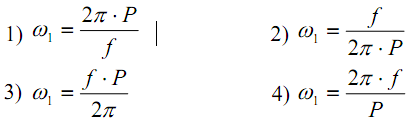 1) ω₁ = (2π · P) / f | 2) ω₁ = f / (2π · P)
3) ω₁ = (f · P) / 2π 4) ω₁ = (2π · f) / P